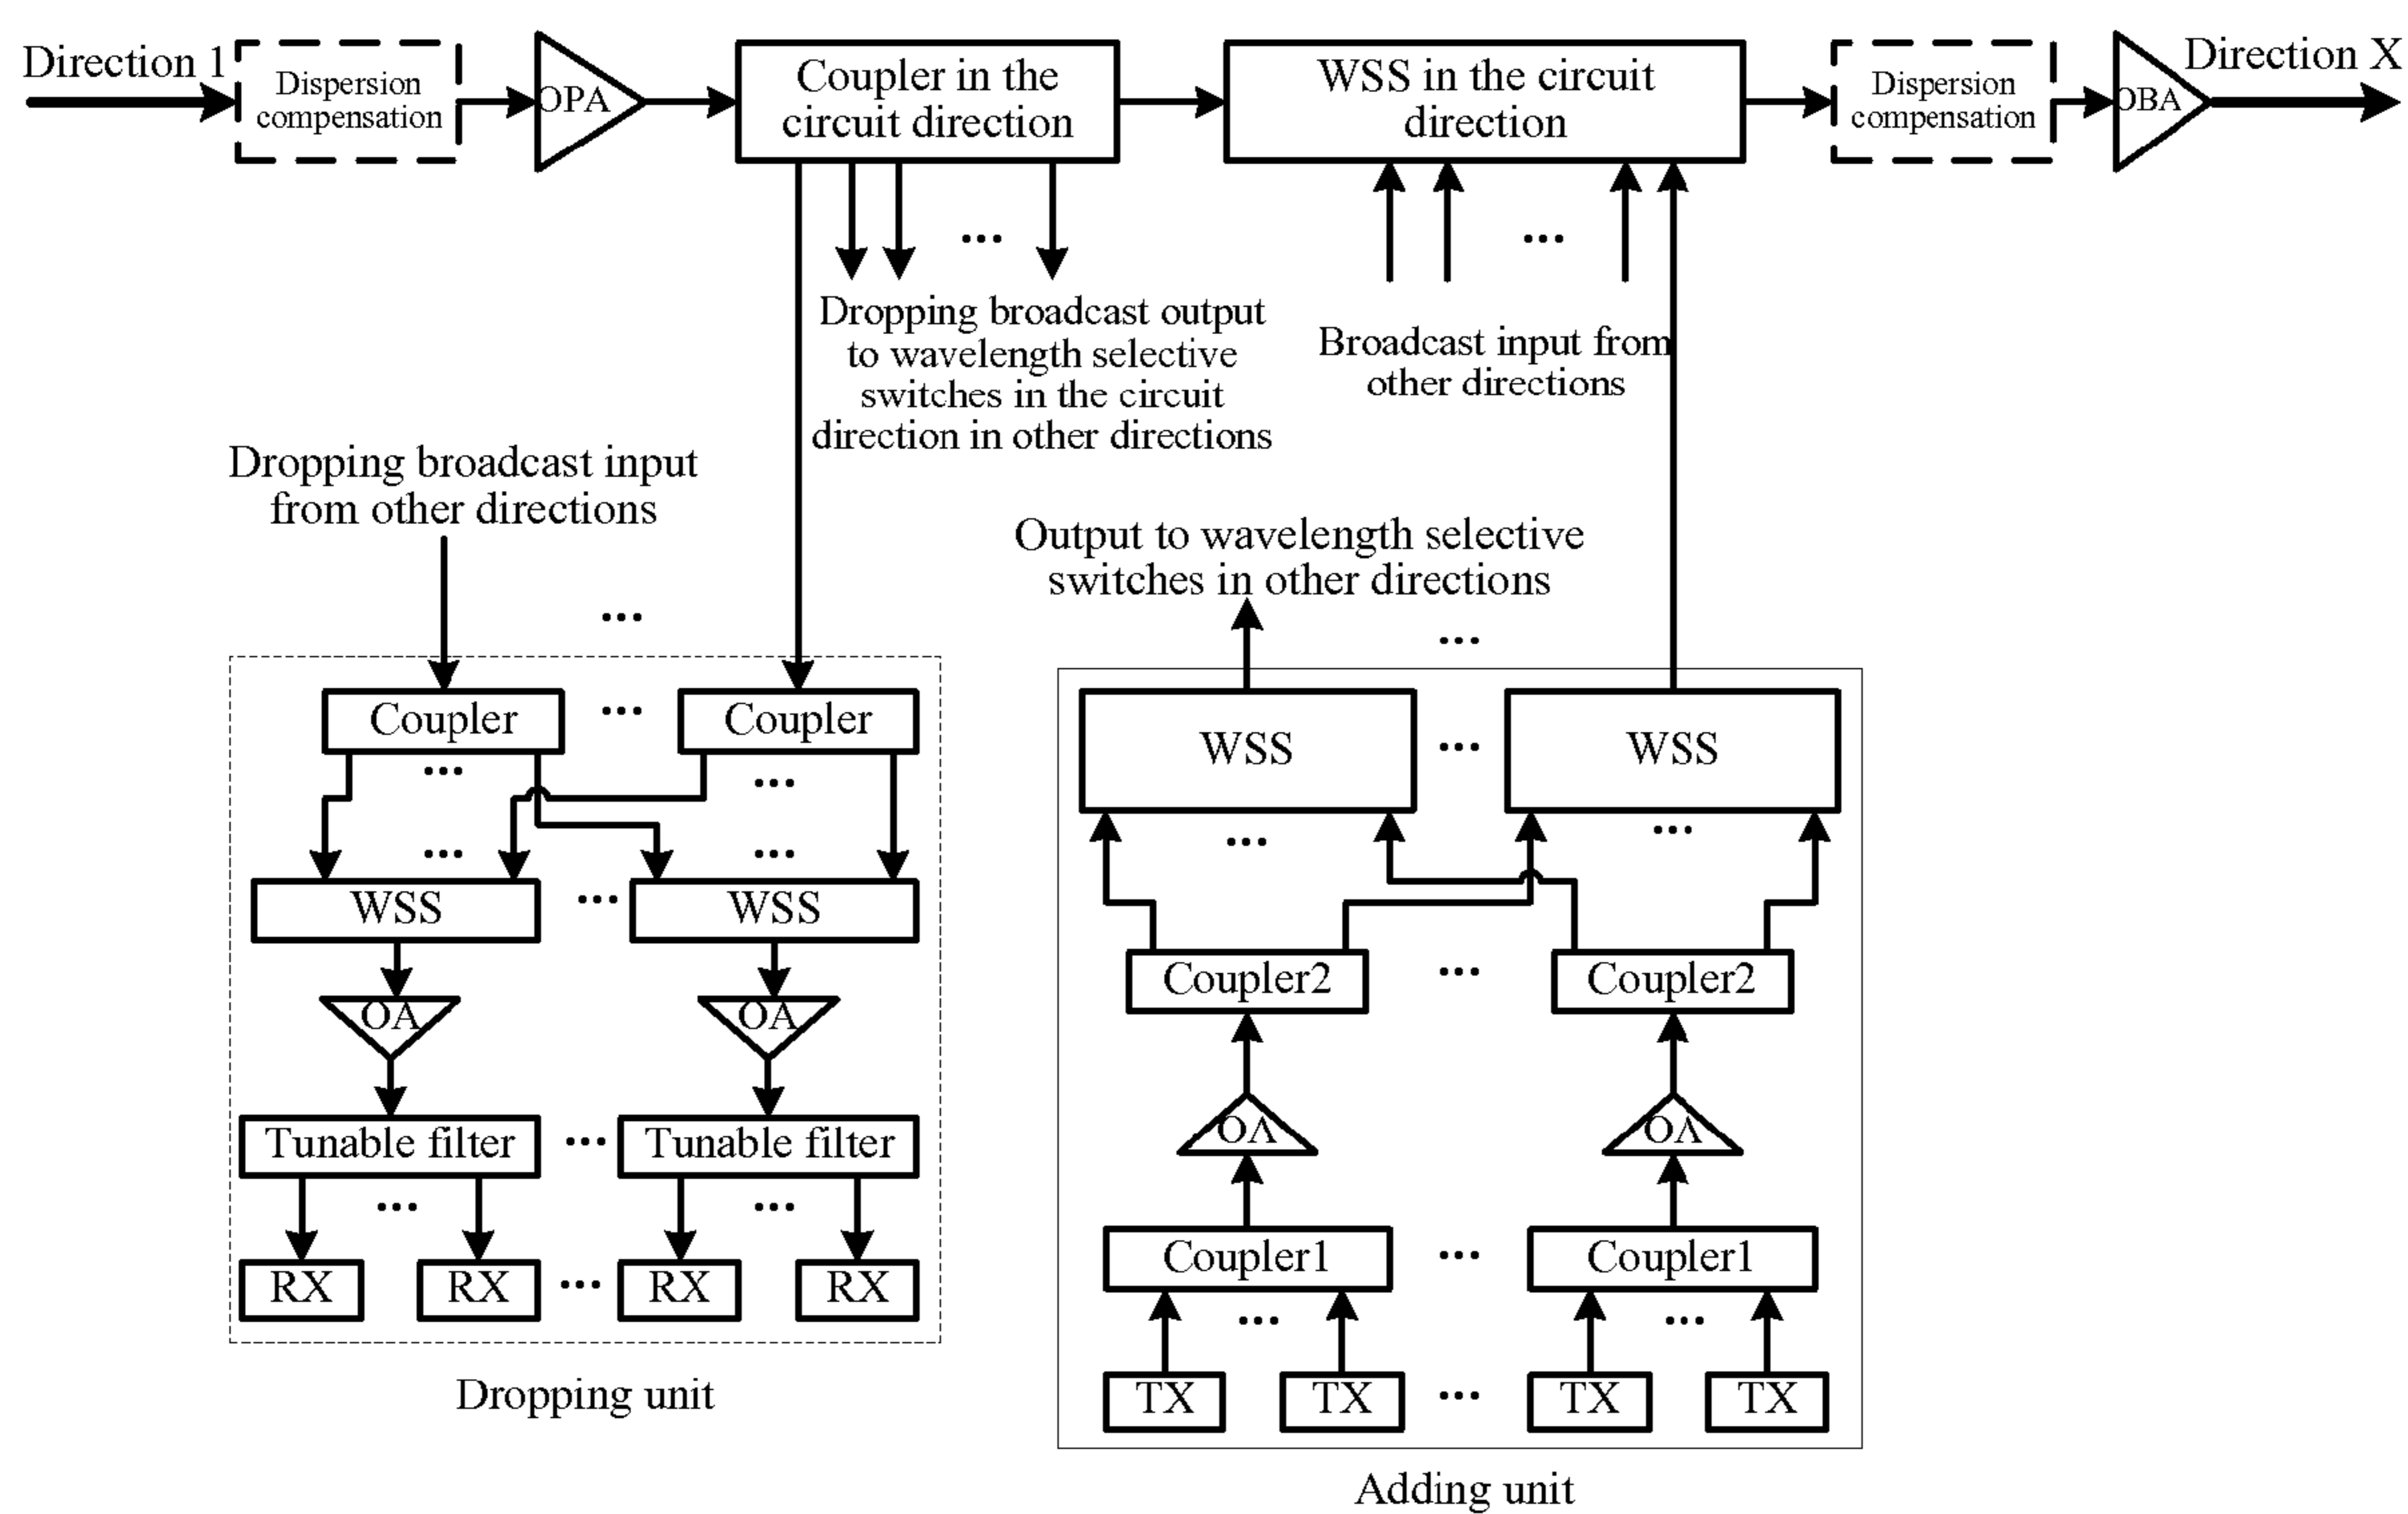 Direction 1
Dispersion
compensation
OPA
Coupler in the
circuit direction
WSS in the circuit
direction
Dispersion
compensation
OBA
Direction X
...
...
Dropping broadcast output
to wavelength selective
switches in the circuit
direction in other directions
Broadcast input from
other directions
Dropping broadcast input
from other directions
Output to wavelength selective
switches in other directions
...
...
Coupler
...
Coupler
...
...
...
...
WSS
...
WSS
OA
OA
Tunable filter
...
Tunable filter
...
...
RX
RX
...
RX
RX
Dropping unit
WSS
...
WSS
...
...
Coupler2
...
Coupler2
OA
OA
Coupler1
...
Coupler1
...
...
TX
TX
...
TX
TX
Adding unit